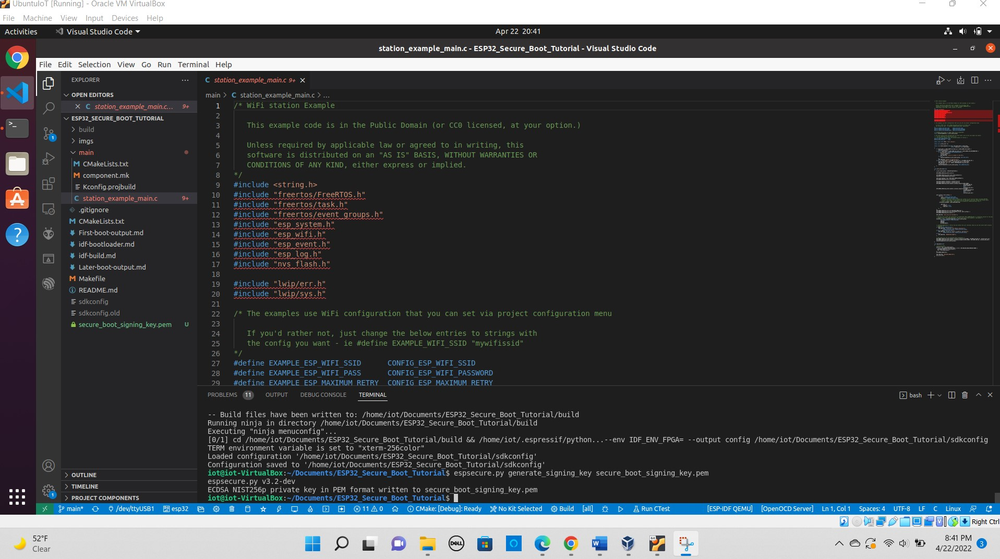 UbuntuIoT [Running] - Oracle VM VirtualBox
File Machine View Input Devices Help
Activities Visual Studio Code Apr 22 20:41
station_example_main.c - ESP32_Secure_Boot_Tutorial - Visual Studio Code
File Edit Selection View Go Run Terminal Help
EXPLORER
OPEN EDITORS
station_example_main.c... 9+
ESP32_SECURE_BOOT_TUTORIAL
build
imgs
main
CMakeLists.txt
component.mk
Kconfig.projbuild
station_example_main.c 9+
.gitignore
CMakeLists.txt
First-boot-output.md
idf-bootloader.md
idf-build.md
Later-boot-output.md
Makefile
README.md
sdkconfig
sdkconfig.old
secure_boot_signing_key.pem U
OUTLINE
TIMELINE
PROJECT COMPONENTS
station_example_main.c 9+
main > C station_example_main.c > ...
1 /* WiFi station Example
2
3 This example code is in the Public Domain (or CC0 licensed, at your option.)
4
5 Unless required by applicable law or agreed to in writing, this
6 software is distributed on an "AS IS" BASIS, WITHOUT WARRANTIES OR
7 CONDITIONS OF ANY KIND, either express or implied.
8 */
9 #include <string.h>
10 #include "freertos/FreeRTOS.h"
11 #include "freertos/task.h"
12 #include "freertos/event_groups.h"
13 #include "esp_system.h"
14 #include "esp_wifi.h"
15 #include "esp_event.h"
16 #include "esp_log.h"
17 #include "nvs_flash.h"
18
19 #include "lwip/err.h"
20 #include "lwip/sys.h"
21
22 /* The examples use WiFi configuration that you can set via project configuration menu
23
24 If you'd rather not, just change the below entries to strings with
25 the config you want - ie #define EXAMPLE_WIFI_SSID "mywifissid"
26 */
27 #define EXAMPLE_ESP_WIFI_SSID CONFIG_ESP_WIFI_SSID
28 #define EXAMPLE_ESP_WIFI_PASS CONFIG_ESP_WIFI_PASSWORD
29 #define EXAMPLE_ESP_MAXIMUM_RETRY CONFIG_ESP_MAXIMUM_RETRY
PROBLEMS 11 OUTPUT DEBUG CONSOLE TERMINAL bash
-- Build files have been written to: /home/iot/Documents/ESP32_Secure_Boot_Tutorial/build
Running ninja in directory /home/iot/Documents/ESP32_Secure_Boot_Tutorial/build
Executing "ninja menuconfig"...
[0/1] cd /home/iot/Documents/ESP32_Secure_Boot_Tutorial/build && /home/iot/.espressif/python...--env IDF_ENV_FPGA= --output config /home/iot/Documents/ESP32_Secure_Boot_Tutorial/sdkconfig
TERM environment variable is set to "xterm-256color"
Loaded configuration '/home/iot/Documents/ESP32_Secure_Boot_Tutorial/sdkconfig'
Configuration saved to '/home/iot/Documents/ESP32_Secure_Boot_Tutorial/sdkconfig'
iot@iot-VirtualBox:~/Documents/ESP32_Secure_Boot_Tutorial$ espsecure.py generate_signing_key secure_boot_signing_key.pem
espsecure.py v3.2-dev
ECDSA NIST256p private key in PEM format written to secure_boot_signing_key.pem
iot@iot-VirtualBox:~/Documents/ESP32_Secure_Boot_Tutorial$
main* /dev/ttyUSB1 esp32 11 0 CMake: [Debug]: Ready No Kit Selected Build [all] Run CTest [ESP-IDF QEMU] [OpenOCD Server] Ln 1, Col 1 Spaces: 4 UTF-8 LF C Linux
Right Ctrl
52°F
Clear
8:41 PM
4/22/2022
3